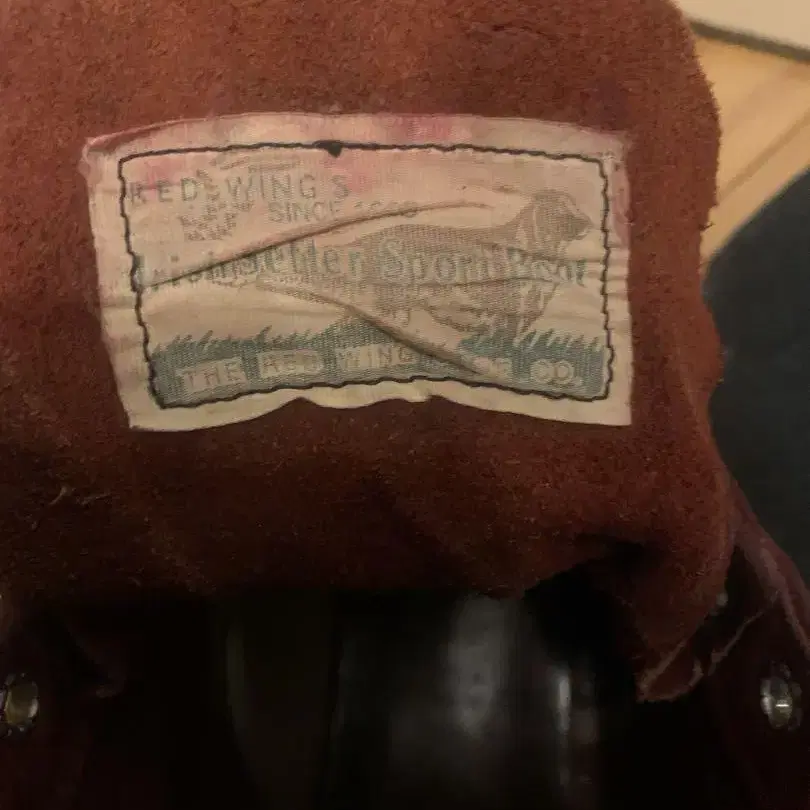 RED WINGS
SINCE
Sport Boot
THE RED WING CO.